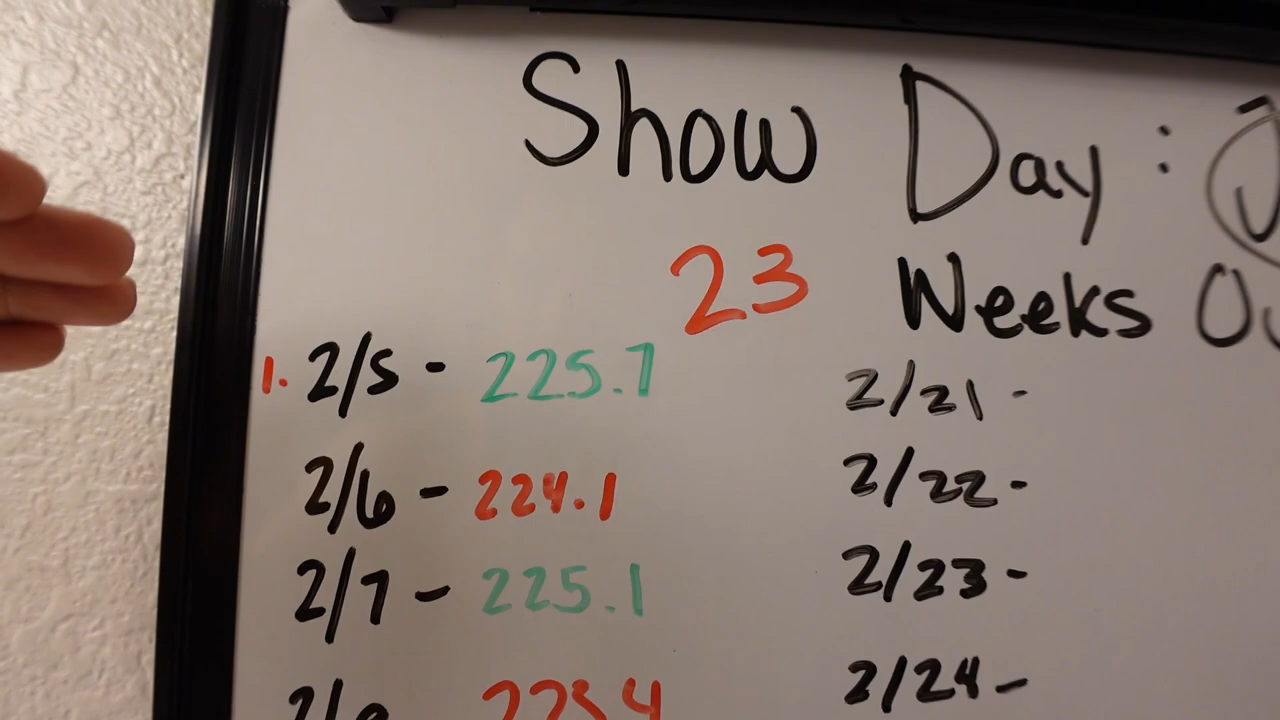 Show Day :
23 Weeks
1. 2/5 - 225.7
2/6 - 224.1
2/7 - 225.1
2/21 -
2/22 -
2/23 -
2/24 -